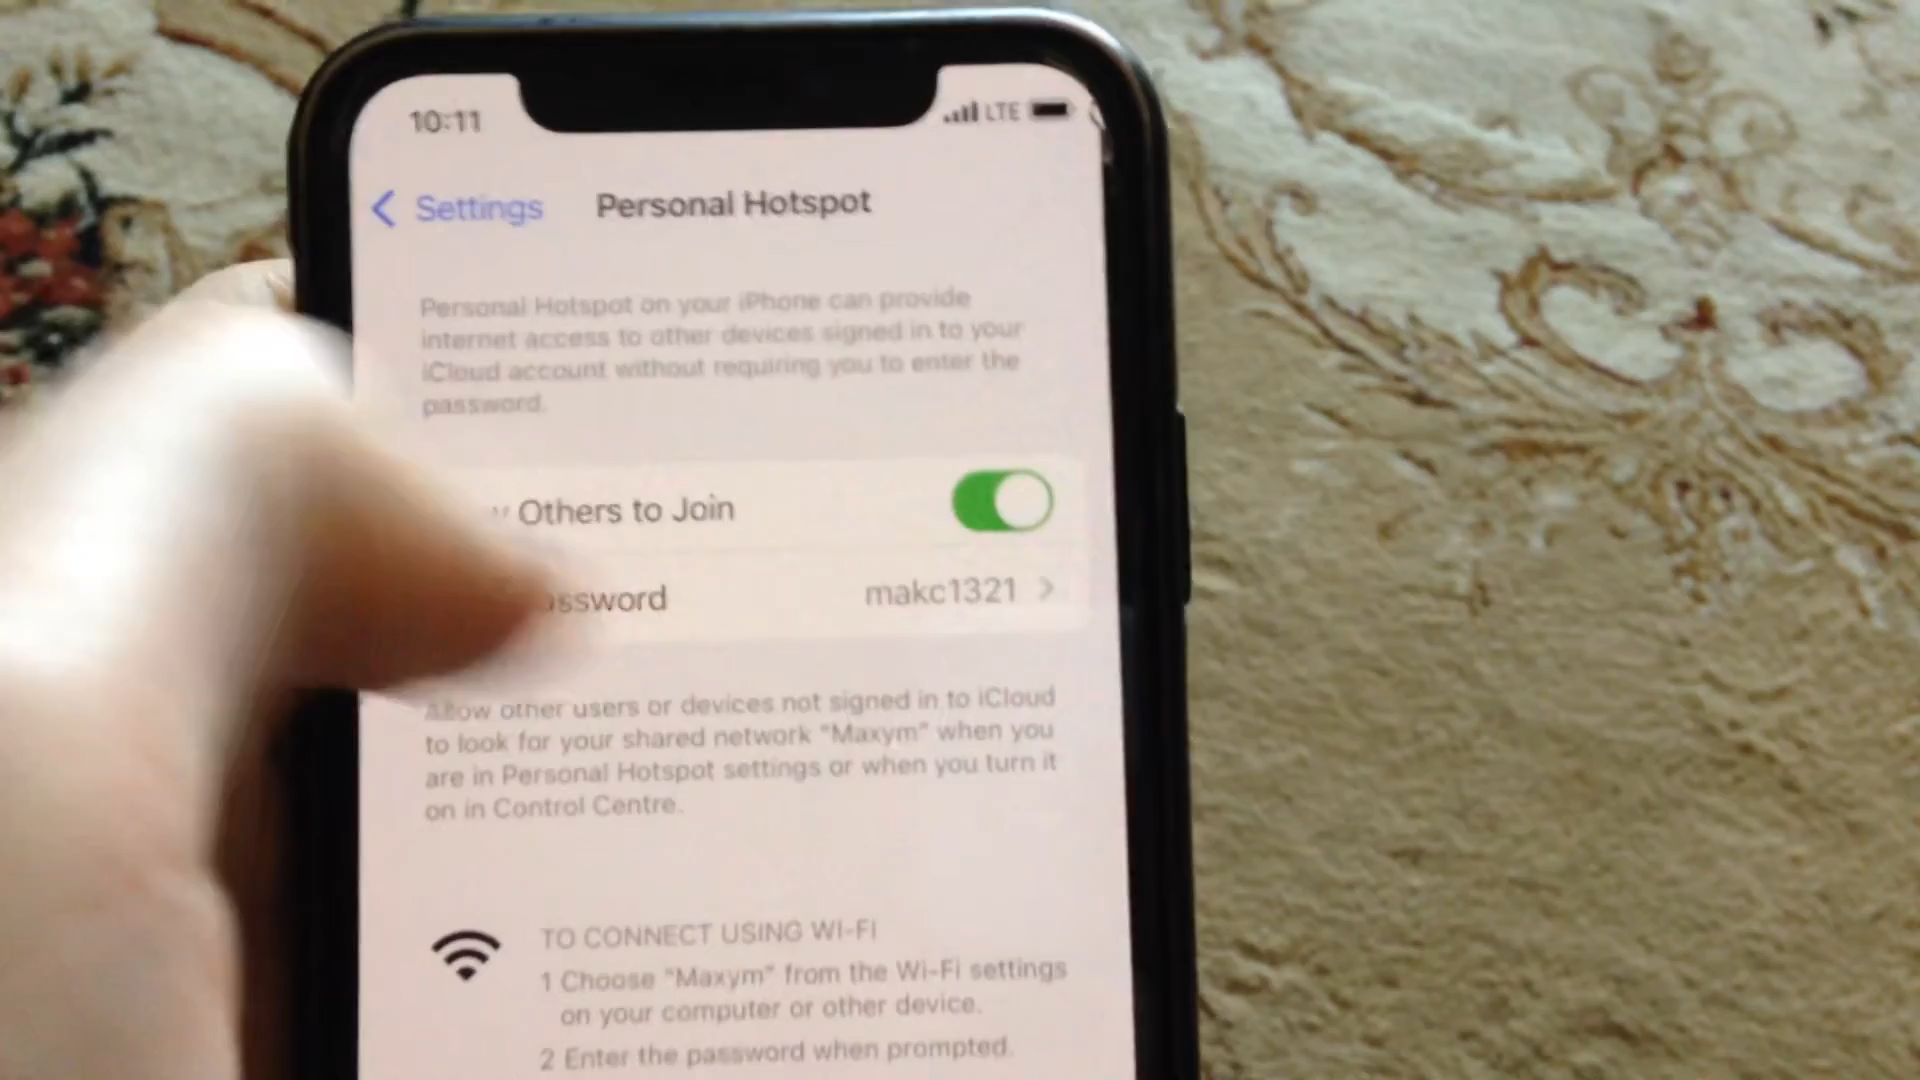 10:11 LTE
Settings Personal Hotspot
Personal Hotspot on your iPhone can provide
internet access to other devices signed in to your
iCloud account without requiring you to enter the
password.
Others to Join
assword makc1321
Allow other users or devices not signed in to iCloud
to look for your shared network "Maxym" when you
are in Personal Hotspot settings or when you turn it
on in Control Centre.
TO CONNECT USING WI-FI
1 Choose "Maxym" from the Wi-Fi settings
on your computer or other device.
2 Enter the password when prompted.